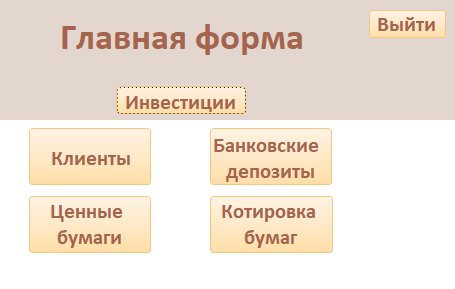 Главная форма
Выйти
Инвестиции
Клиенты
Банковские
депозиты
Ценные
бумаги
Котировка
бумаг